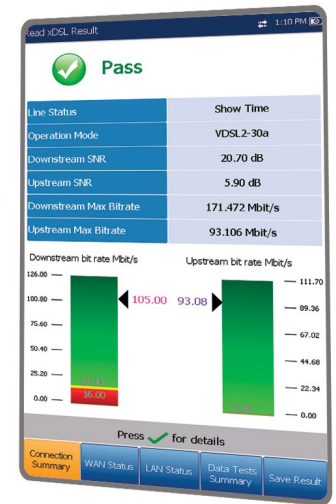 Read xDSL Result 1:10 PM
Pass
Line Status Show Time
Operation Mode VDSL2-30a
Downstream SNR 20.70 dB
Upstream SNR 5.90 dB
Downstream Max Bitrate 171.472 Mbit/s
Upstream Max Bitrate 93.106 Mbit/s
Downstream bit rate Mbit/s Upstream bit rate Mbit/s
126.00 111.70
100.80 105.00 93.08 89.36
75.60 67.02
50.40 44.68
25.20 22.34
16.00
0.00 0.00
Press for details
Connection Summary WAN Status LAN Status Data Tests Summary Save Result